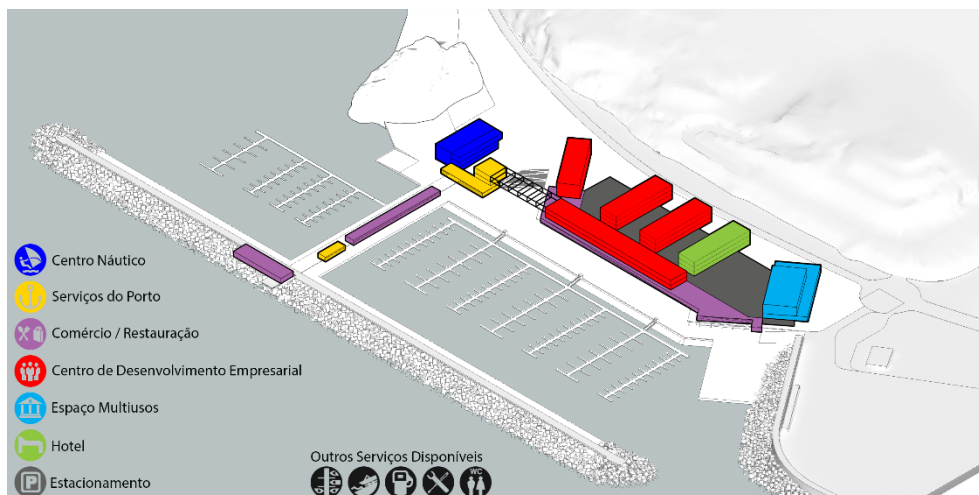 Centro Náutico
Serviços do Porto
Comércio / Restauração
Centro de Desenvolvimento Empresarial
Espaço Multiusos
Hotel
P Estacionamento
Outros Serviços Disponíveis
WC